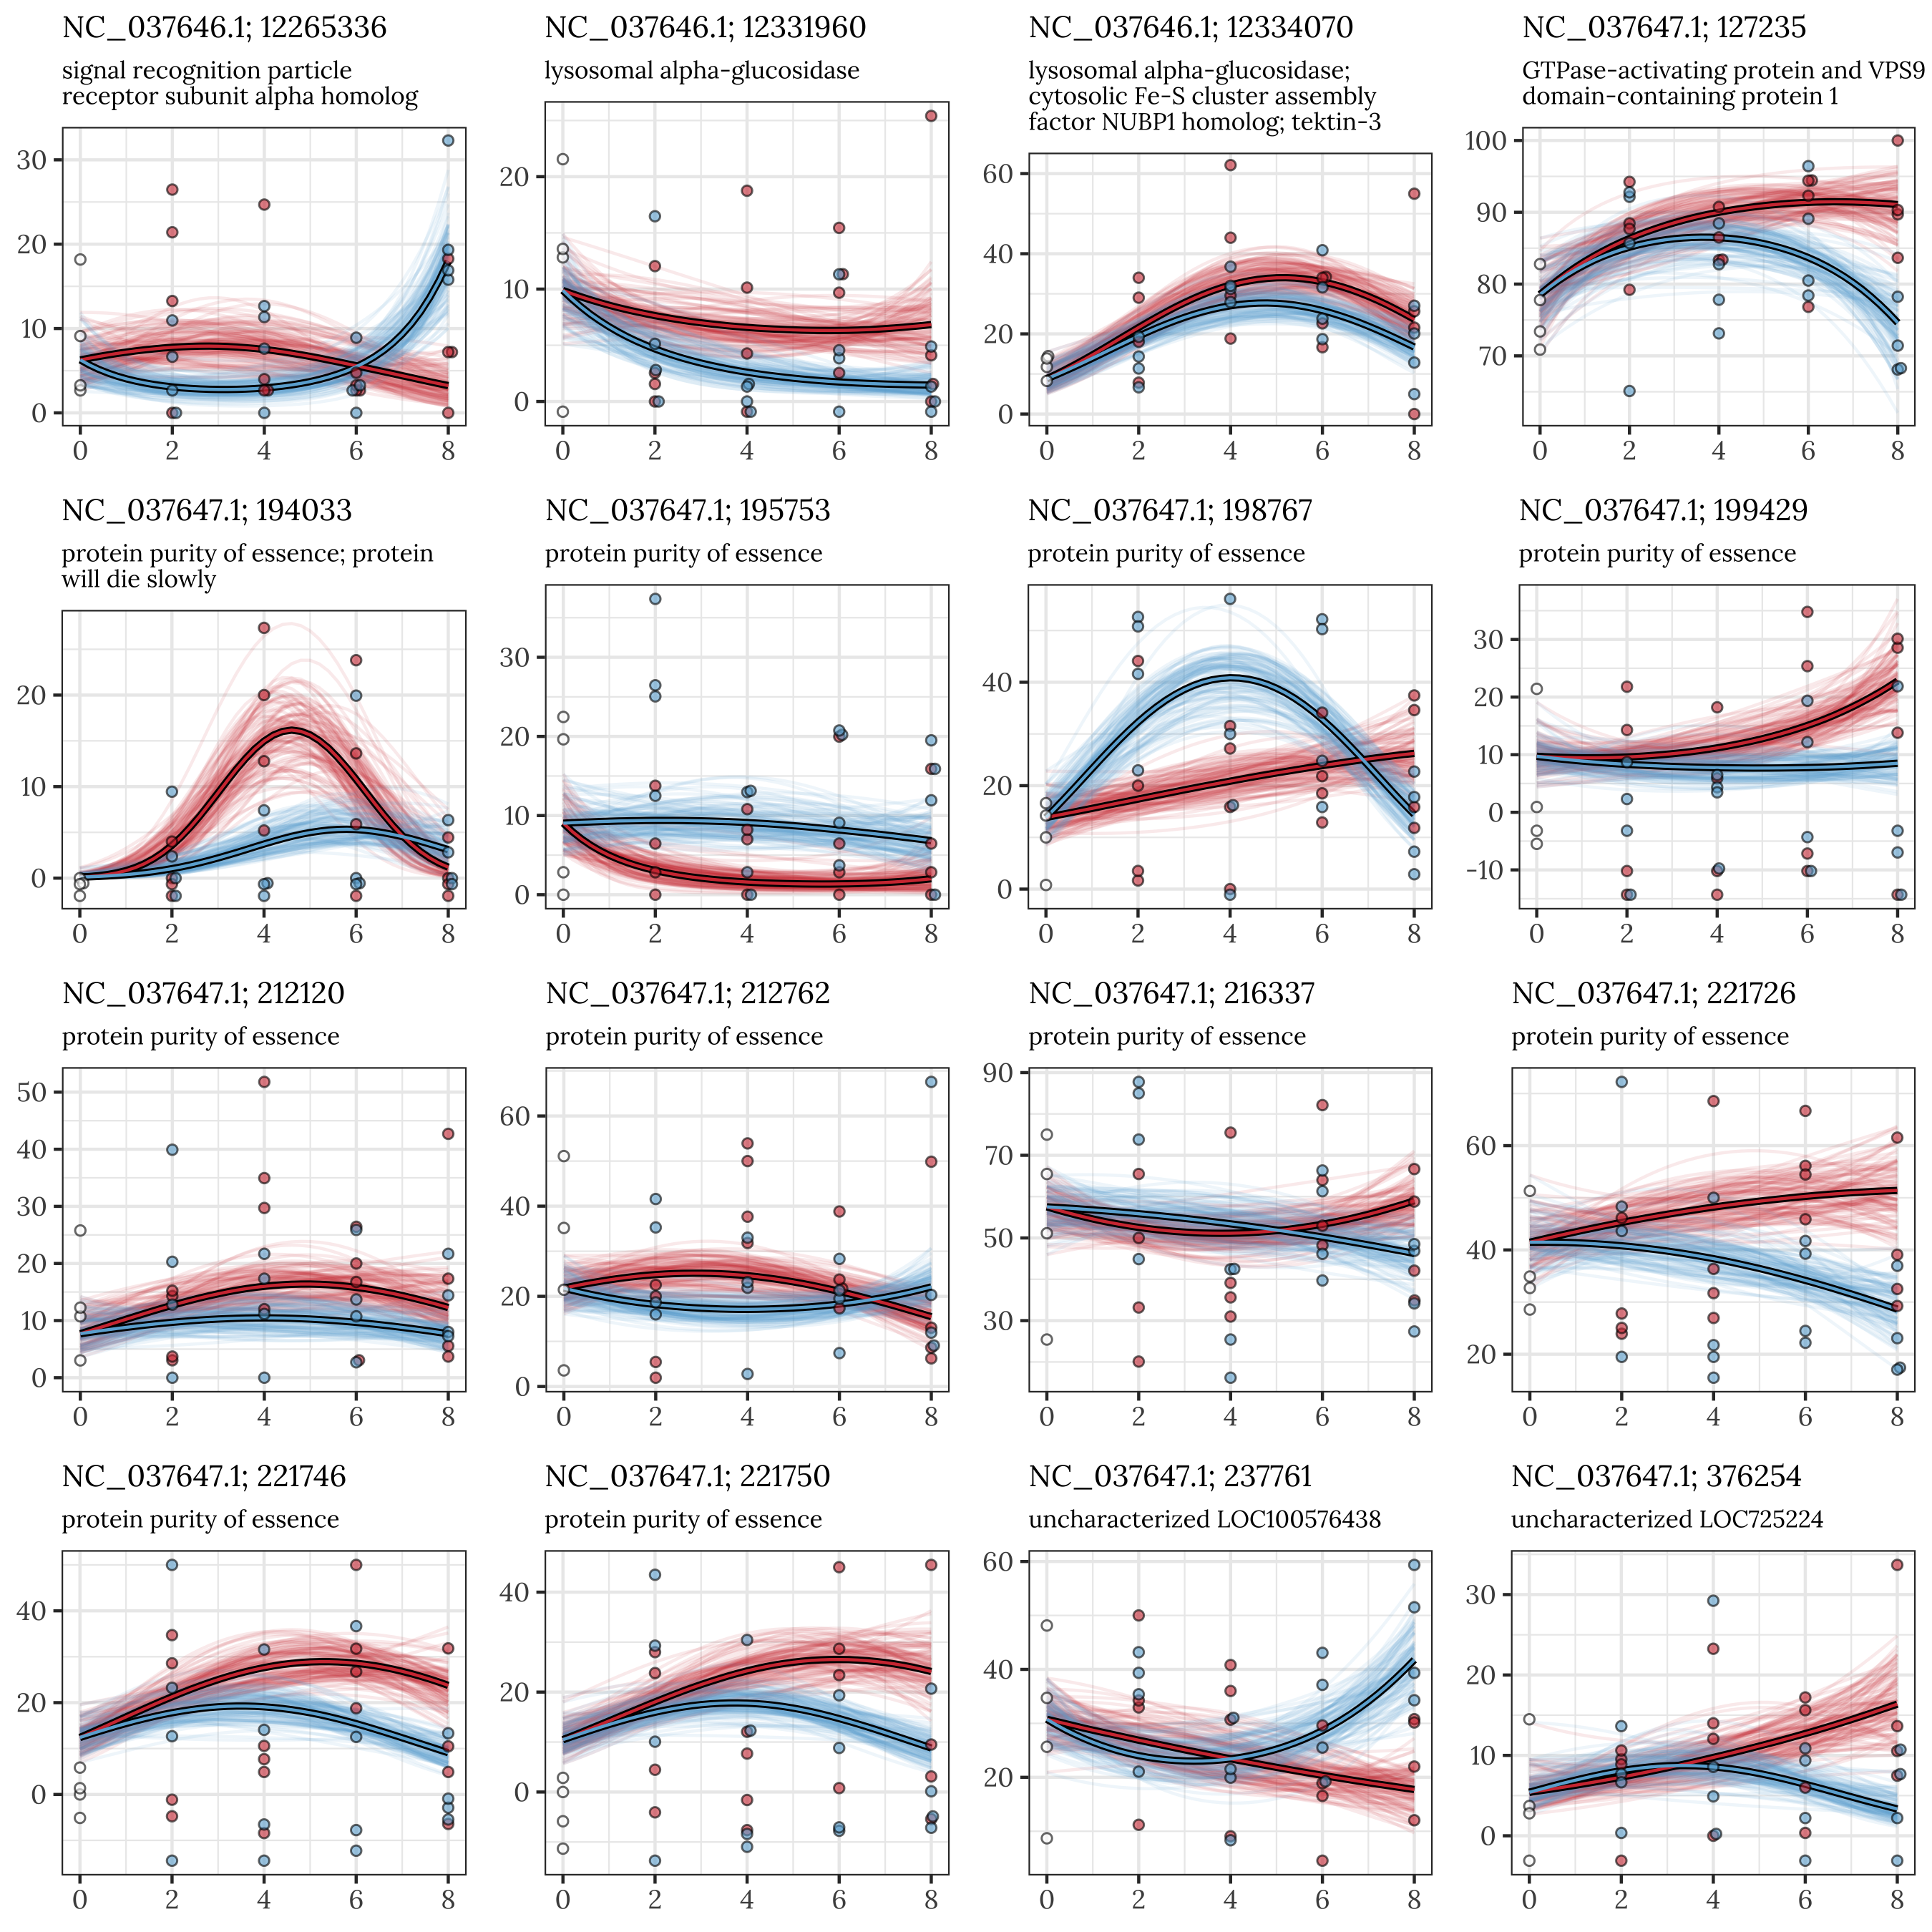 NC_037646.1; 12265336
signal recognition particle
receptor subunit alpha homolog
30
20
10
0
0 2 4 6 8
NC_037646.1; 12331960
lysosomal alpha-glucosidase
20
10
0
0 2 4 6 8
NC_037646.1; 12334070
lysosomal alpha-glucosidase;
cytosolic Fe-S cluster assembly
factor NUBP1 homolog; tektin-3
60
40
20
0
0 2 4 6 8
NC_037647.1; 127235
GTPase-activating protein and VPS9
domain-containing protein 1
100
90
80
70
0 2 4 6 8
NC_037647.1; 194033
protein purity of essence; protein
will die slowly
20
10
0
0 2 4 6 8
NC_037647.1; 195753
protein purity of essence
30
20
10
0
0 2 4 6 8
NC_037647.1; 198767
protein purity of essence
40
20
0
0 2 4 6 8
NC_037647.1; 199429
protein purity of essence
30
20
10
0
-10
0 2 4 6 8
NC_037647.1; 212120
protein purity of essence
50
40
30
20
10
0
0 2 4 6 8
NC_037647.1; 212762
protein purity of essence
60
40
20
0
0 2 4 6 8
NC_037647.1; 216337
protein purity of essence
90
70
50
30
0 2 4 6 8
NC_037647.1; 221726
protein purity of essence
60
40
20
0 2 4 6 8
NC_037647.1; 221746
protein purity of essence
40
20
0
0 2 4 6 8
NC_037647.1; 221750
protein purity of essence
40
20
0
0 2 4 6 8
NC_037647.1; 237761
uncharacterized LOC100576438
60
40
20
0 2 4 6 8
NC_037647.1; 376254
uncharacterized LOC725224
30
20
10
0
0 2 4 6 8